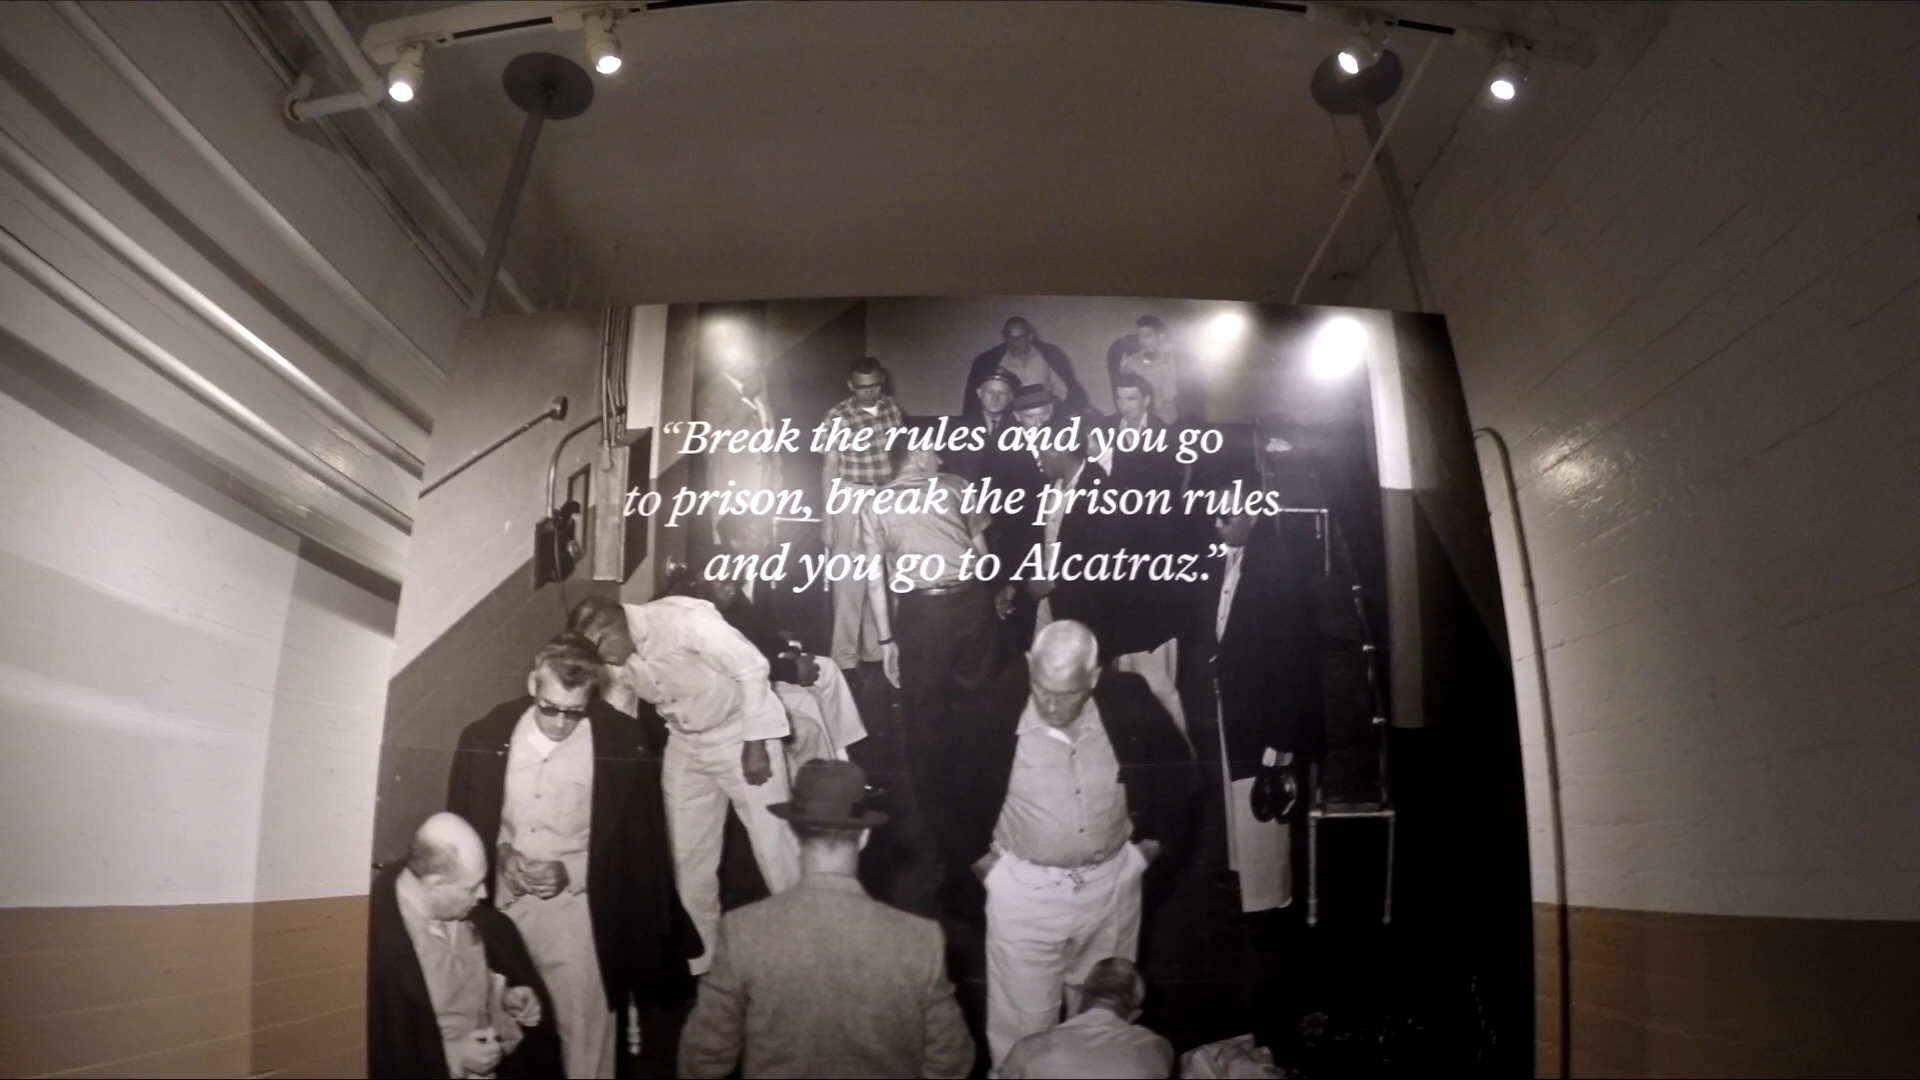 “Break the rules and you go
to prison, break the prison rules
and you go to Alcatraz.”